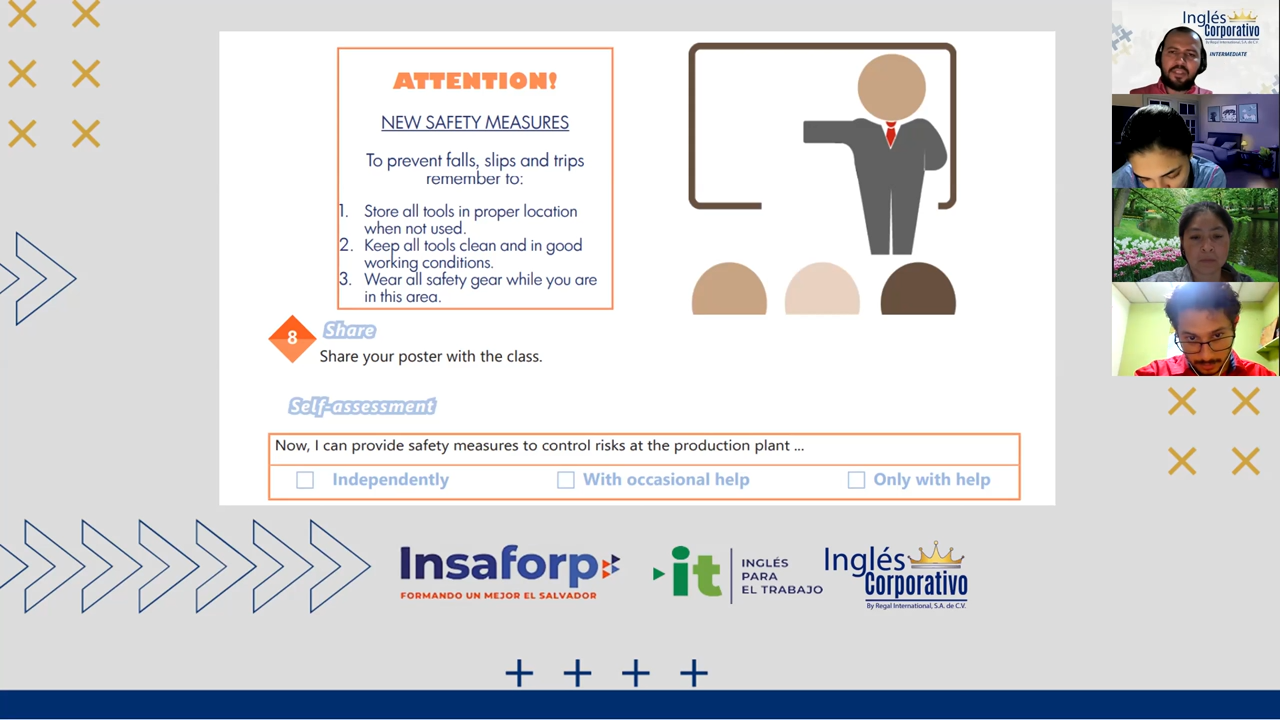 ATTENTION!
NEW SAFETY MEASURES
To prevent falls, slips and trips
remember to:
1. Store all tools in proper location
when not used.
2. Keep all tools clean and in good
working conditions.
3. Wear all safety gear while you are
in this area.
8 Share
Share your poster with the class.
Self-assessment
Now, I can provide safety measures to control risks at the production plant ...
Independently With occasional help Only with help
Insaforp
FORMANDO UN MEJOR EL SALVADOR
it
INGLÉS
PARA
EL TRABAJO
Inglés
Corporativo
By Regal International, S.A. de C.V.
Inglés
Corporativo
By Regal International, S.A. de C.V.
INTERMEDIATE